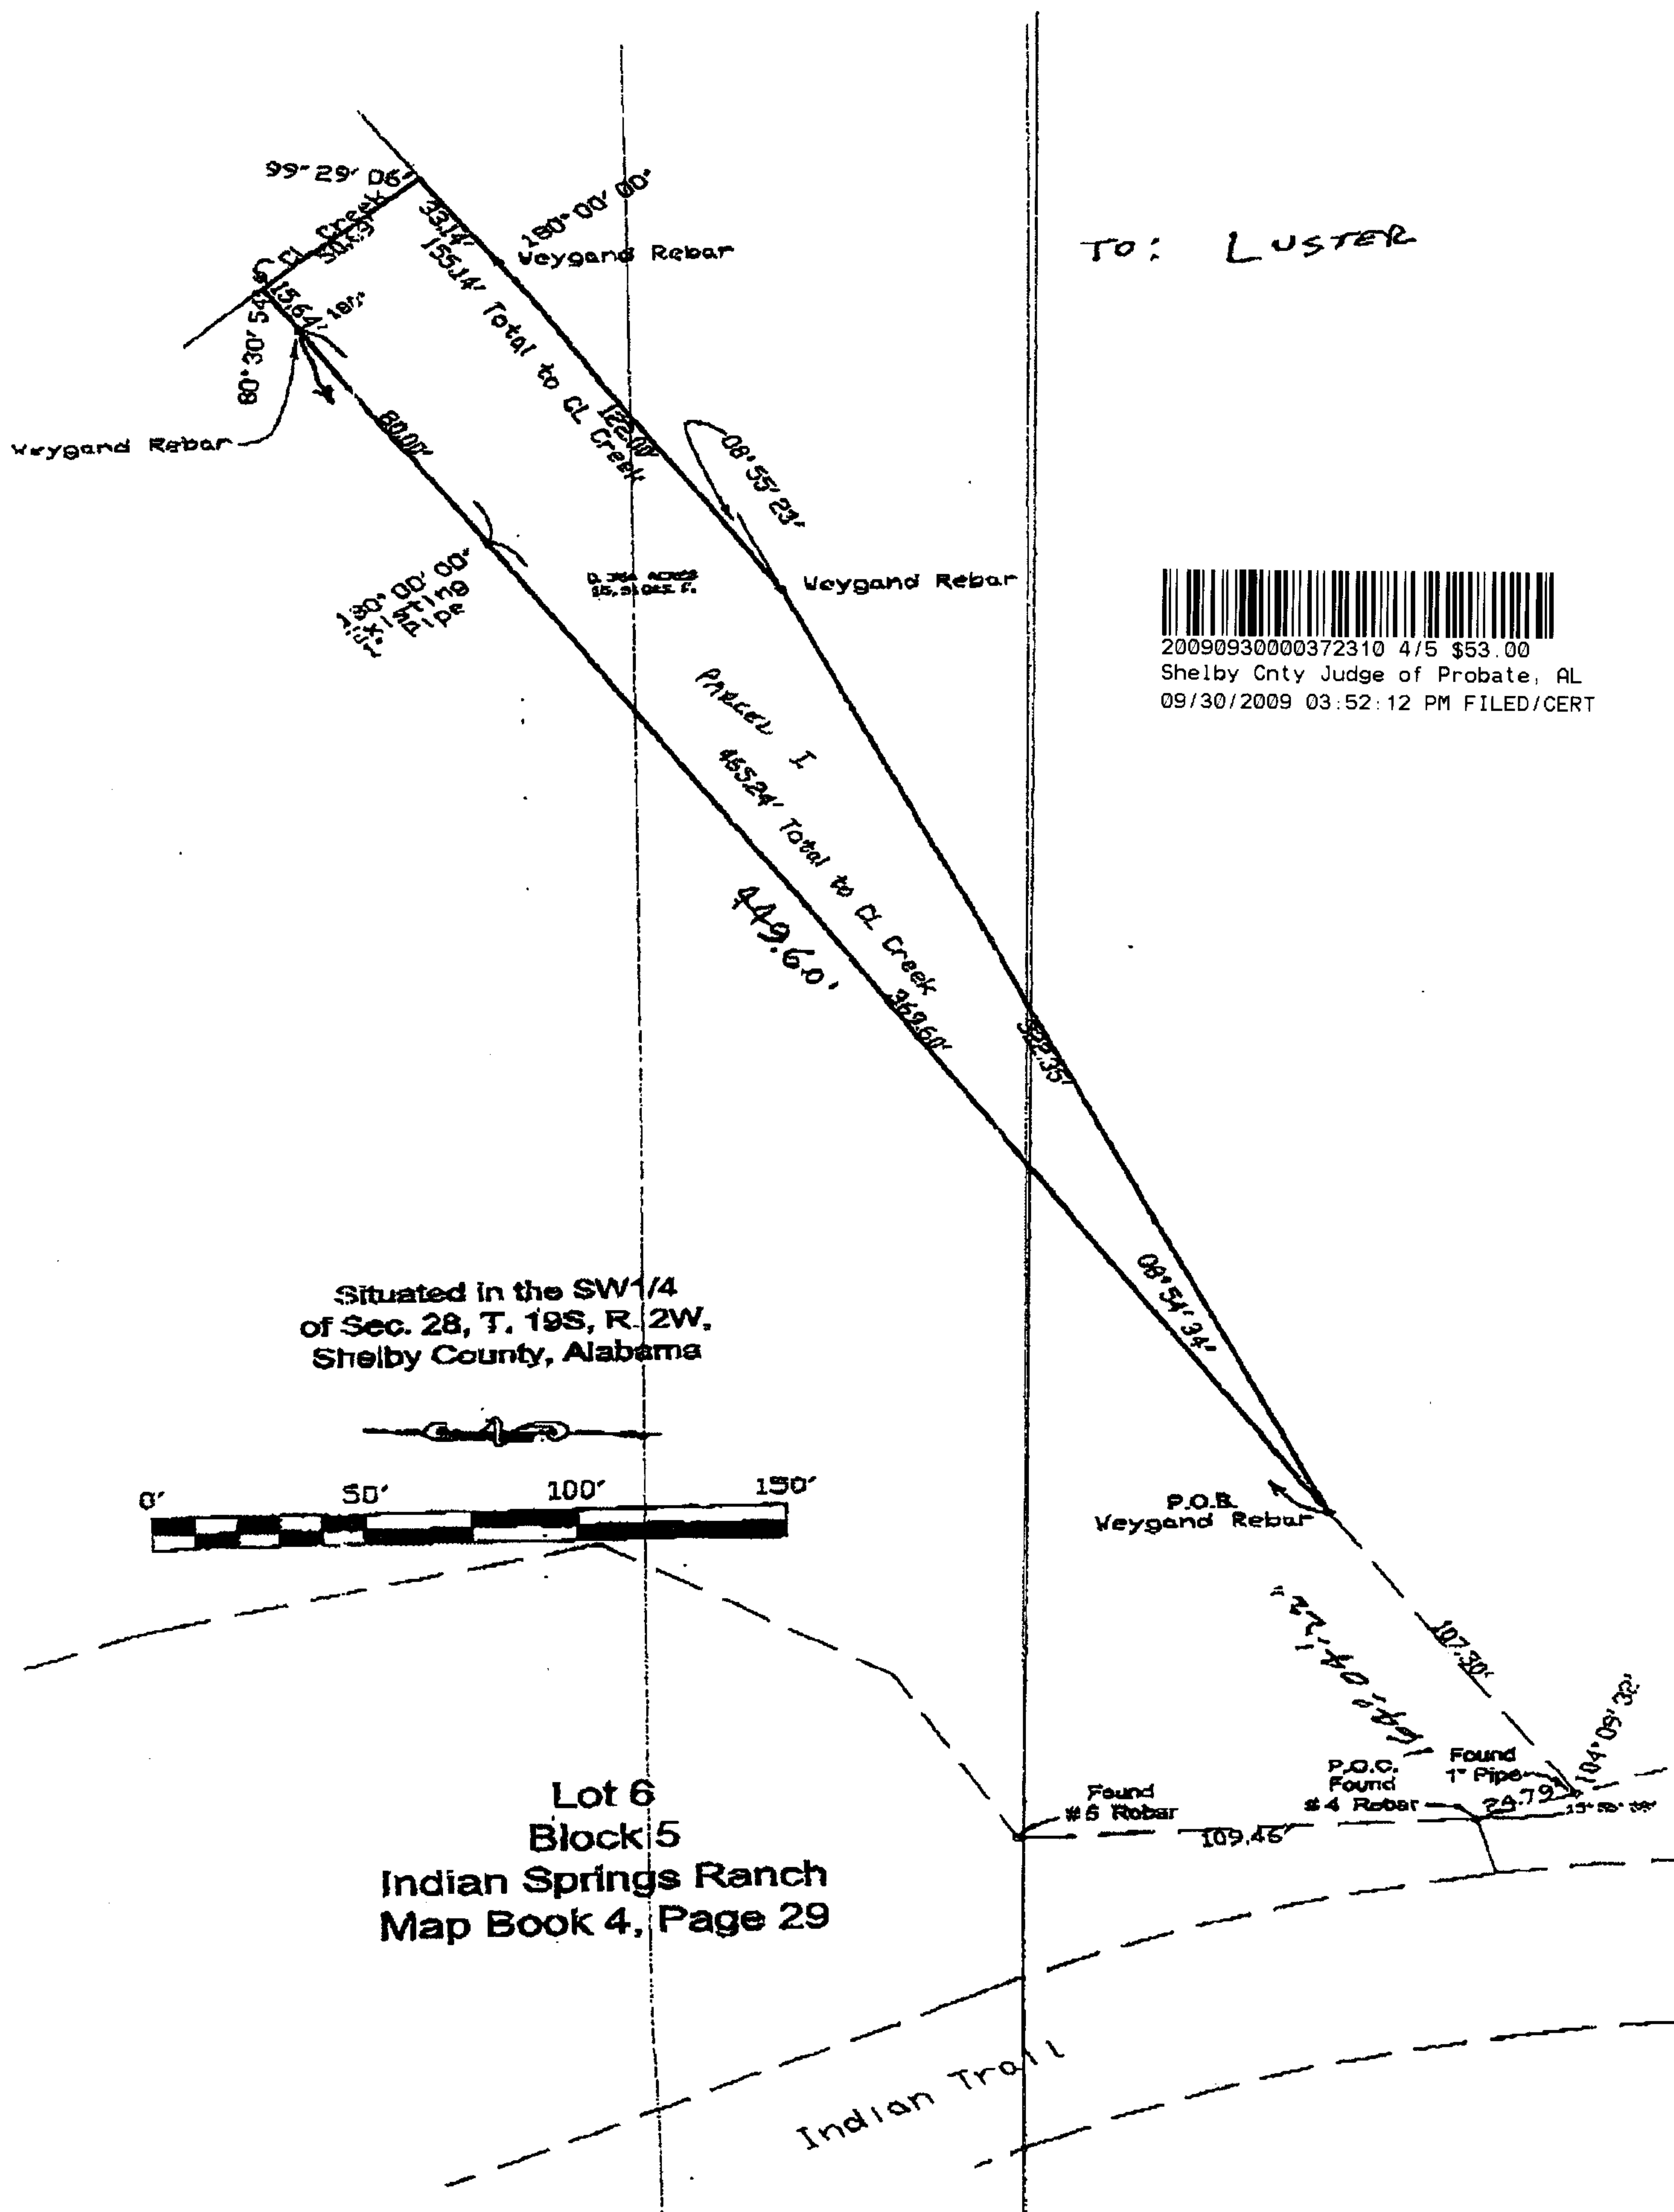 99° 29' 06"
CL Creek
33.14'
180° 00' 00"
Weygand Rebar
155.14' Total to CL Creek
122.00'
15.64'
180°
80° 30' 54"
Weygand Rebar
80.00'
08° 55' 23"
TO: LUSTER
180° 00' 00"
Existing
Pipe
ACRES
Weygand Rebar
20090930000372310 4/5 $53.00
Shelby Cnty Judge of Probate, AL
09/30/2009 03:52:12 PM FILED/CERT
PARCEL I
465.24' Total to CL Creek
449.60'
369.60'
322.35'
08° 54' 34"
Situated in the SW1/4
of Sec. 28, T. 19S, R. 2W,
Shelby County, Alabama
0' 50' 100' 150'
P.O.B.
Weygand Rebar
107.30'
104° 09' 32"
P.O.C.
Found
#4 Rebar
Found
1" Pipe
24.79'
Found
#5 Rebar
109.46'
Lot 6
Block 5
Indian Springs Ranch
Map Book 4, Page 29
Indian Trail